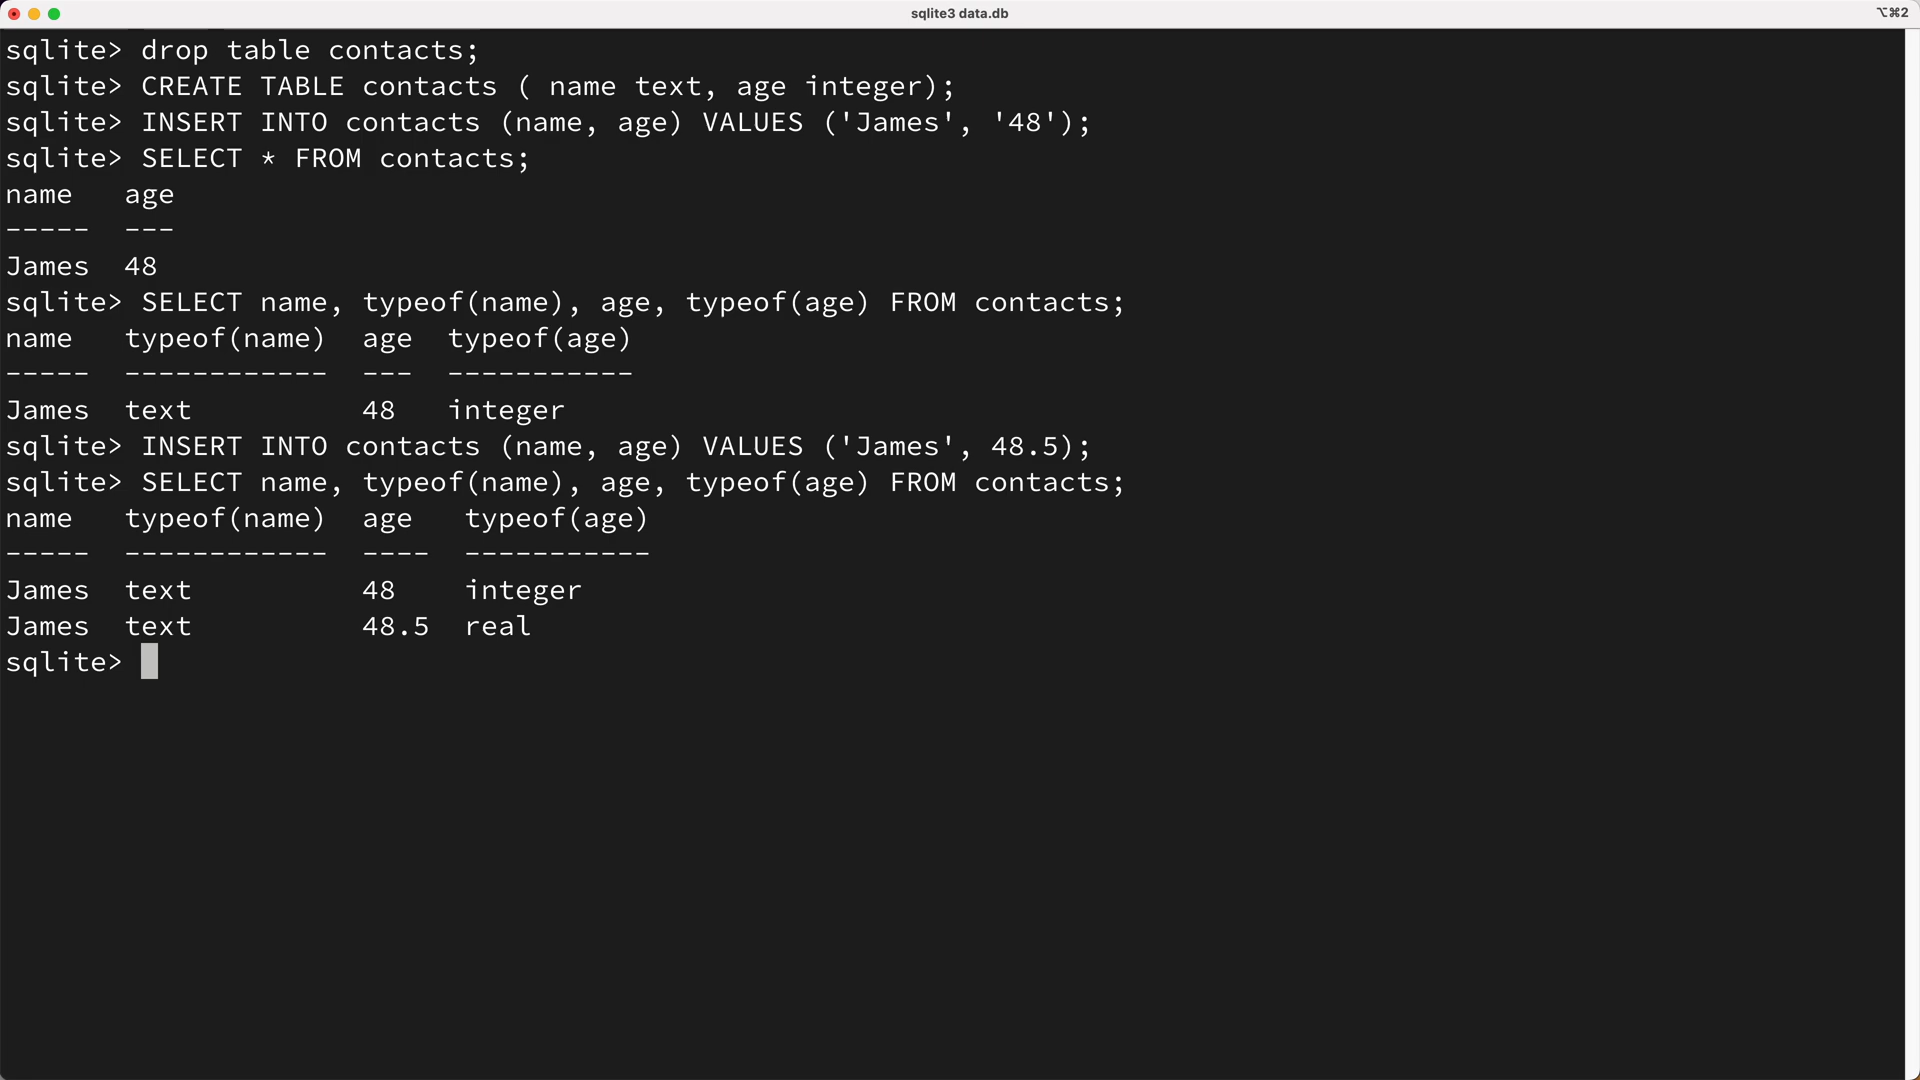 sqlite3 data.db
⌥⌘2
sqlite> drop table contacts;
sqlite> CREATE TABLE contacts ( name text, age integer);
sqlite> INSERT INTO contacts (name, age) VALUES ('James', '48');
sqlite> SELECT * FROM contacts;
name   age
-----  ---
James  48
sqlite> SELECT name, typeof(name), age, typeof(age) FROM contacts;
name   typeof(name)  age  typeof(age)
-----  ------------  ---  -----------
James  text          48   integer
sqlite> INSERT INTO contacts (name, age) VALUES ('James', 48.5);
sqlite> SELECT name, typeof(name), age, typeof(age) FROM contacts;
name   typeof(name)  age   typeof(age)
-----  ------------  ----  -----------
James  text          48    integer
James  text          48.5  real
sqlite>